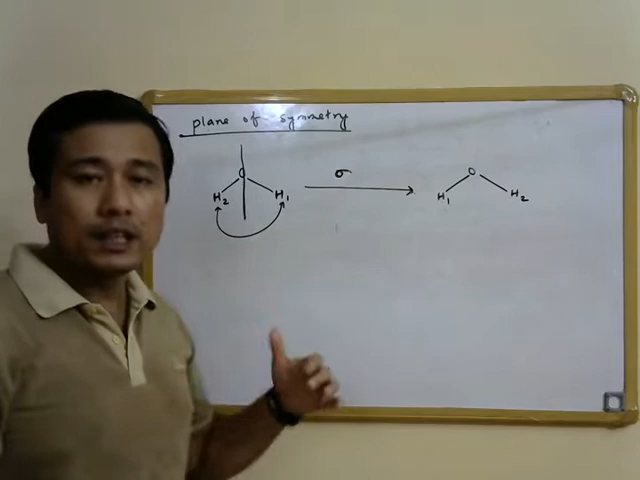 plane of symmetry
O σ O
H₂ H₁ H₁ H₂